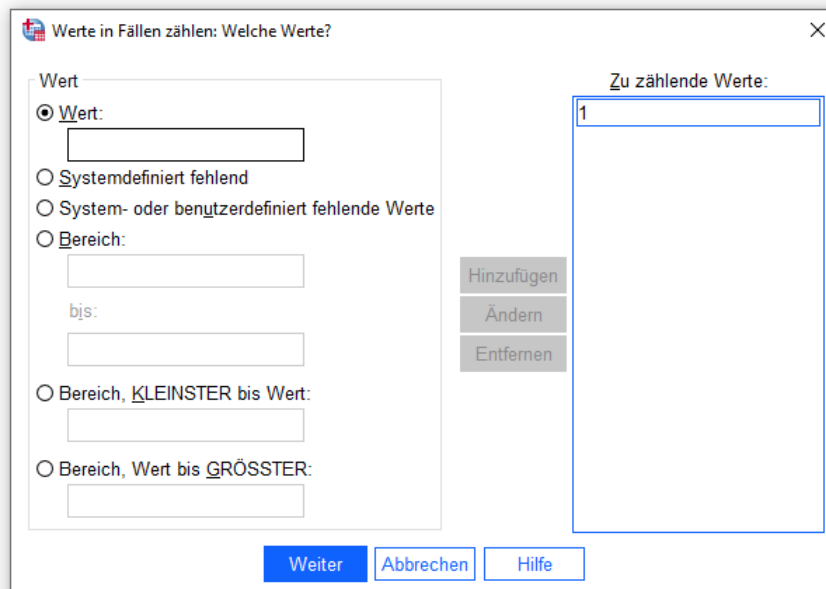 Werte in Fällen zählen: Welche Werte?
Wert
Wert:
Systemdefiniert fehlend
System- oder benutzerdefiniert fehlende Werte
Bereich:
bis:
Bereich, KLEINSTER bis Wert:
Bereich, Wert bis GRÖSSTER:
Hinzufügen
Ändern
Entfernen
Zu zählende Werte:
1
Weiter
Abbrechen
Hilfe